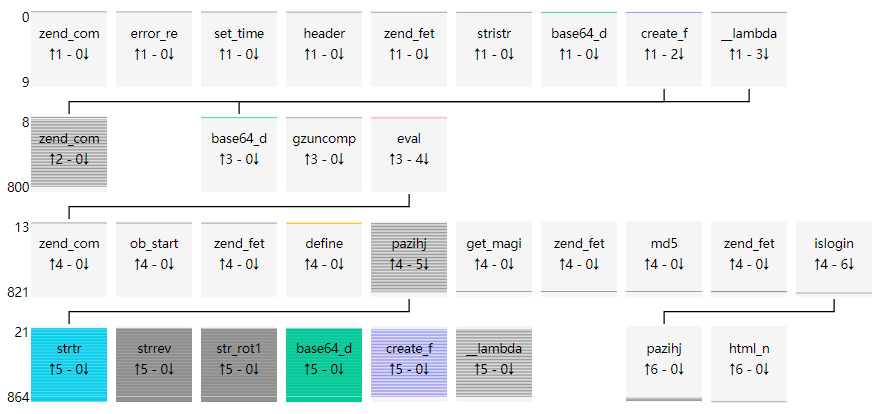 0
zend_com error_re set_time header zend_fet stristr base64_d create_f __lambda
↑1 - 0↓ ↑1 - 0↓ ↑1 - 0↓ ↑1 - 0↓ ↑1 - 0↓ ↑1 - 0↓ ↑1 - 0↓ ↑1 - 2↓ ↑1 - 3↓
9
8
zend_com base64_d gzuncomp eval
↑2 - 0↓ ↑3 - 0↓ ↑3 - 0↓ ↑3 - 4↓
800
13
zend_com ob_start zend_fet define pazihj get_magi zend_fet md5 zend_fet islogin
↑4 - 0↓ ↑4 - 0↓ ↑4 - 0↓ ↑4 - 0↓ ↑4 - 5↓ ↑4 - 0↓ ↑4 - 0↓ ↑4 - 0↓ ↑4 - 0↓ ↑4 - 6↓
821
21
strtr strrev str_rot1 base64_d create_f __lambda pazihj html_n
↑5 - 0↓ ↑5 - 0↓ ↑5 - 0↓ ↑5 - 0↓ ↑5 - 0↓ ↑5 - 0↓ ↑6 - 0↓ ↑6 - 0↓
864